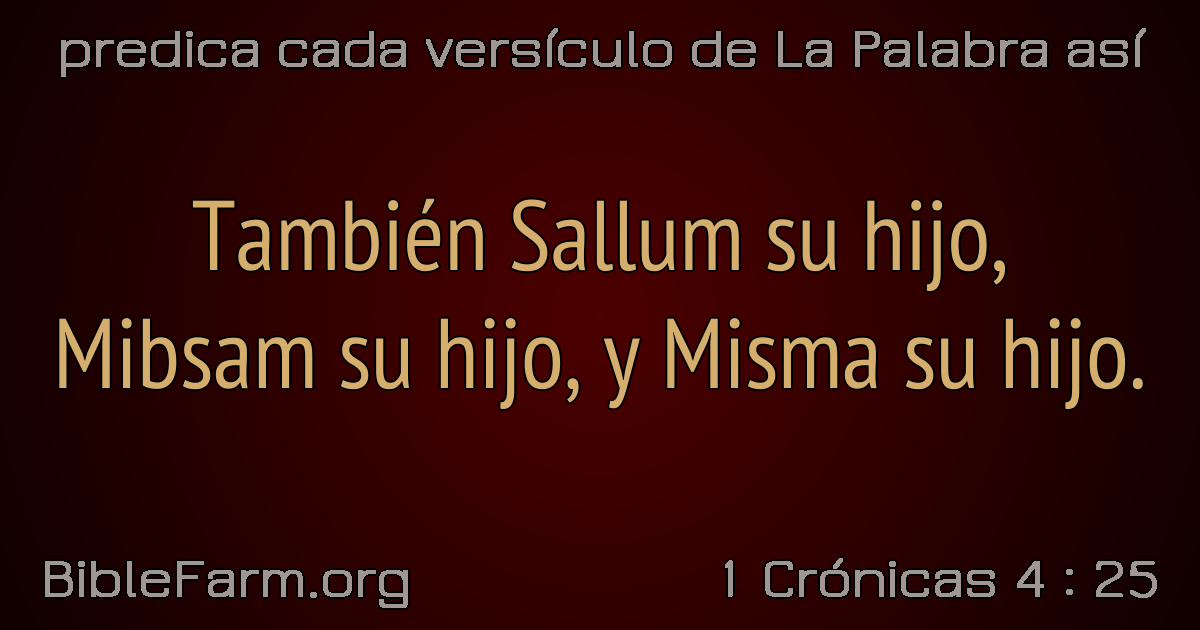 predica cada versículo de La Palabra así
También Sallum su hijo,
Mibsam su hijo, y Misma su hijo.
BibleFarm.org
1 Crónicas 4 : 25